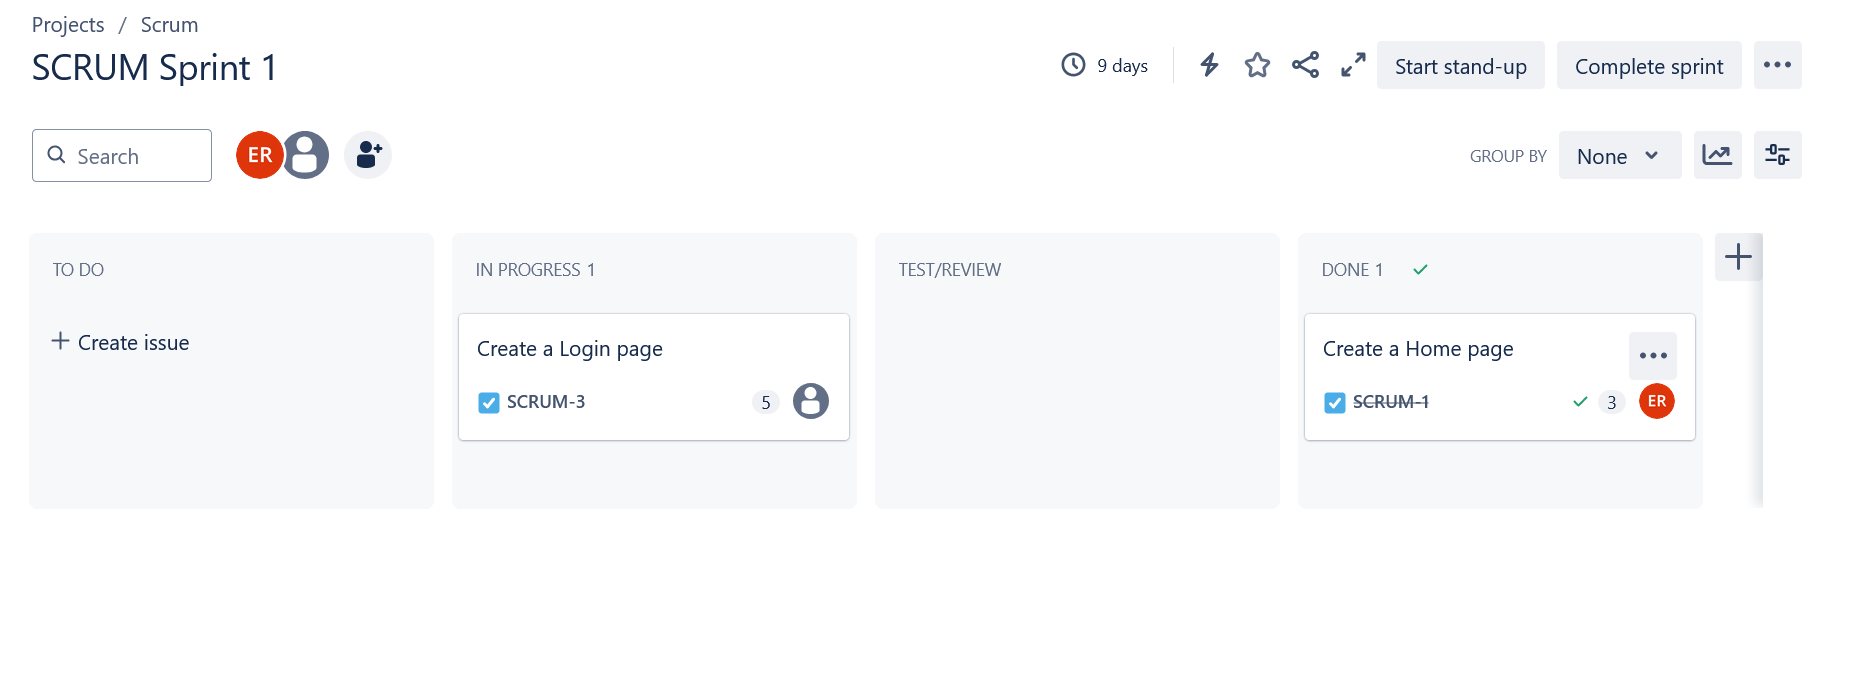 Projects / Scrum
SCRUM Sprint 1
9 days
Start stand-up
Complete sprint
Search
ER
GROUP BY
None
TO DO
Create issue
IN PROGRESS 1
Create a Login page
SCRUM-3
5
TEST/REVIEW
DONE 1
Create a Home page
SCRUM-1
3
ER